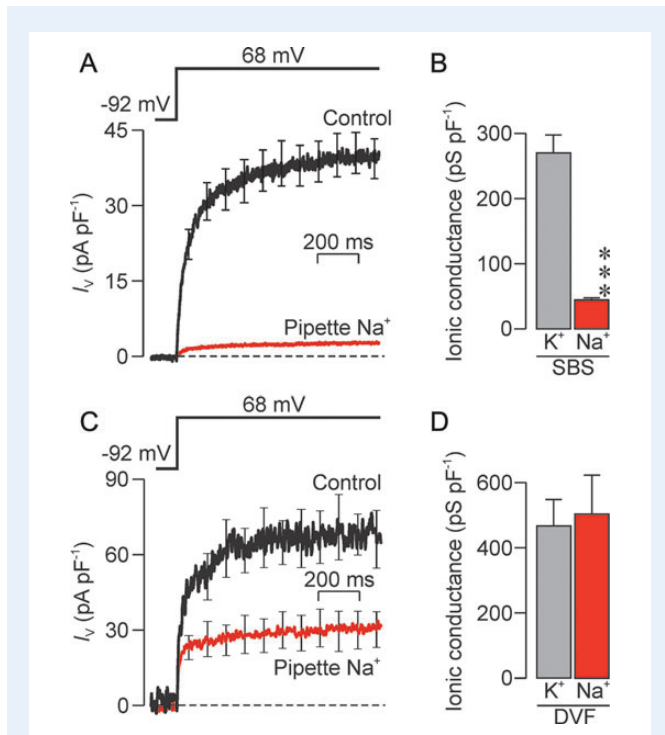 A
68 mV
-92 mV
Control
45
30
15
0
I_V (pA pF⁻¹)
200 ms
Pipette Na⁺
B
300
200
100
0
Ionic conductance (pS pF⁻¹)
***
K⁺ Na⁺
SBS
C
68 mV
-92 mV
Control
90
60
30
0
I_V (pA pF⁻¹)
200 ms
Pipette Na⁺
D
600
400
200
0
Ionic conductance (pS pF⁻¹)
K⁺ Na⁺
DVF